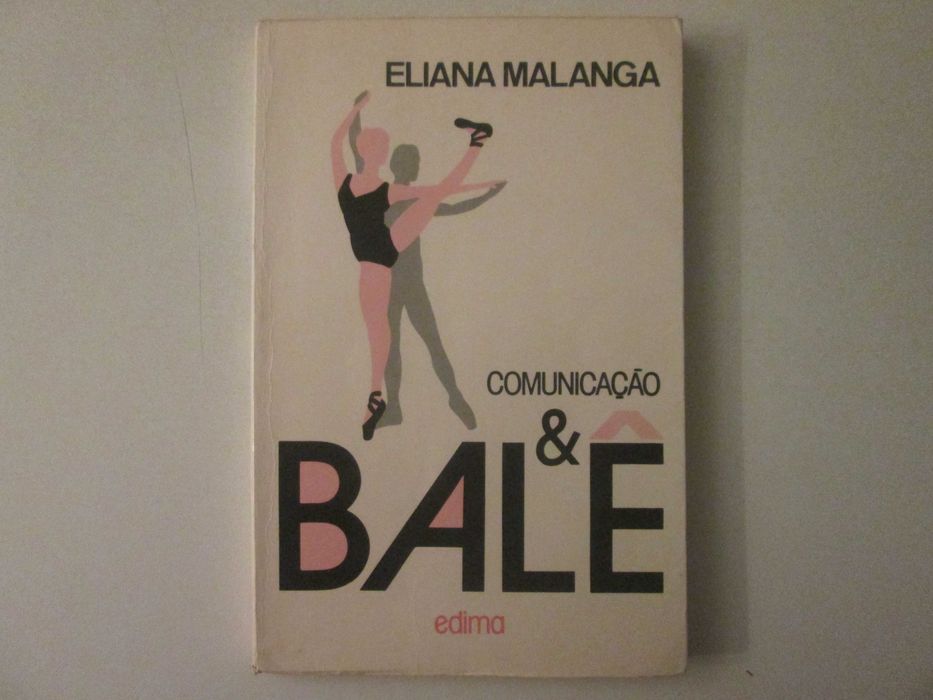 ELIANA MALANGA
COMUNICAÇÃO
&
BALÊ
edima